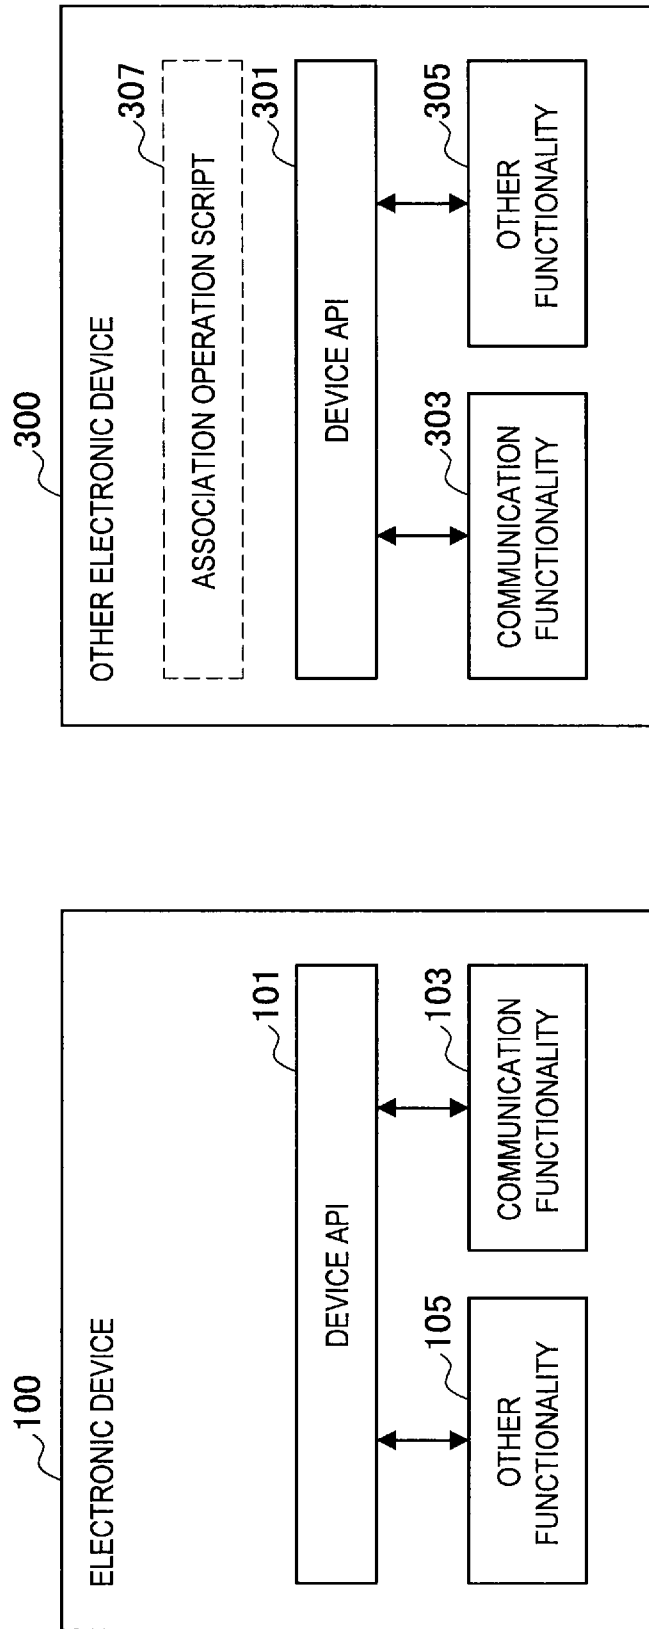 100
ELECTRONIC DEVICE
101
DEVICE API
105
OTHER
FUNCTIONALITY
103
COMMUNICATION
FUNCTIONALITY
300
OTHER ELECTRONIC DEVICE
307
ASSOCIATION OPERATION SCRIPT
301
DEVICE API
303
COMMUNICATION
FUNCTIONALITY
305
OTHER
FUNCTIONALITY